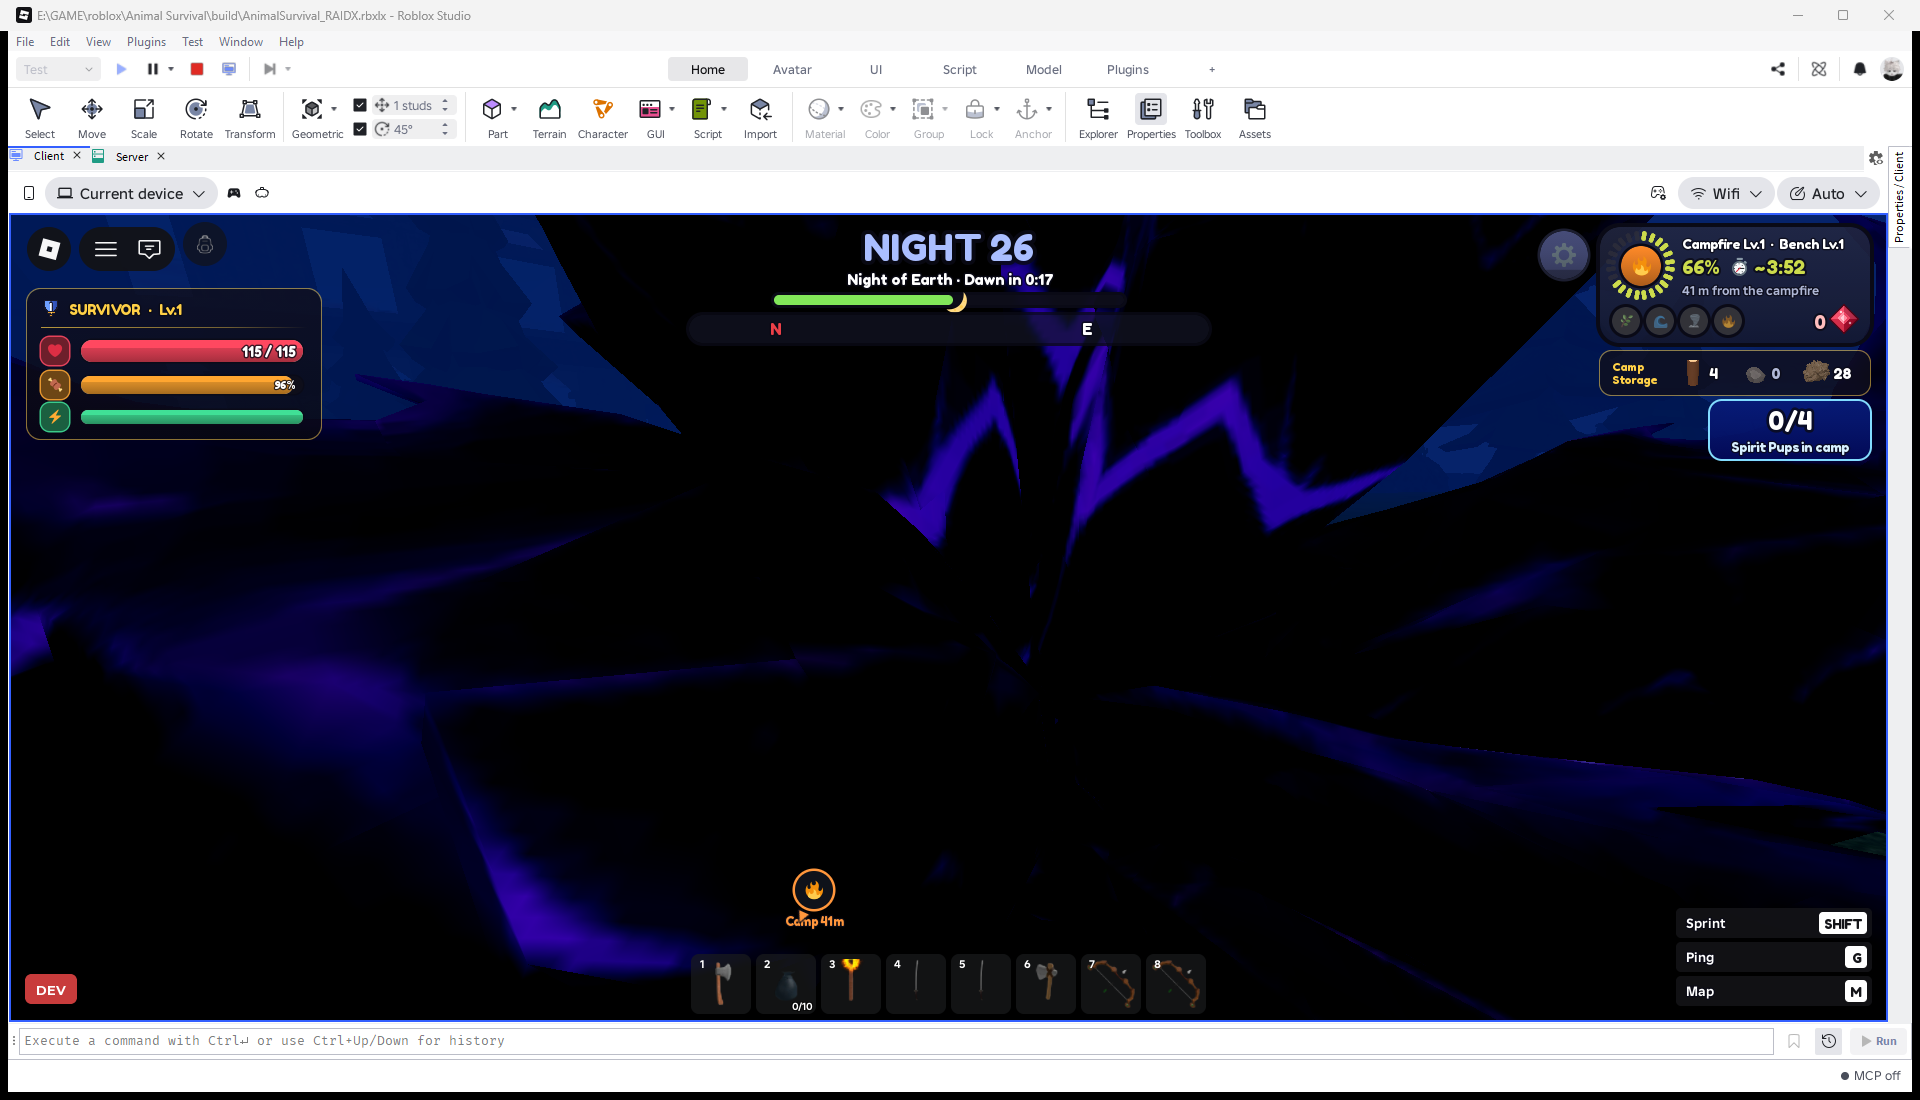 E:\GAME\roblox\Animal Survival\build\AnimalSurvival_RAIDX.rbxlx - Roblox Studio
File Edit View Plugins Test Window Help
Test
Home Avatar UI Script Model Plugins +
1 studs
45°
Select Move Scale Rotate Transform Geometric Part Terrain Character GUI Script Import Material Color Group Lock Anchor Explorer Properties Toolbox Assets
Client Server
Properties / Client
Current device
Wifi
Auto
NIGHT 26
Night of Earth · Dawn in 0:17
N E
SURVIVOR · Lv.1
115 / 115
96%
Campfire Lv.1 · Bench Lv.1
66% ~3:52
41 m from the campfire
0
Camp Storage
4 0 28
0/4
Spirit Pups in camp
Camp 41m
1 2 3 4 5 6 7 8
0/10
Sprint SHIFT
Ping G
Map M
DEV
Execute a command with Ctrl↵ or use Ctrl+Up/Down for history
Run
MCP off